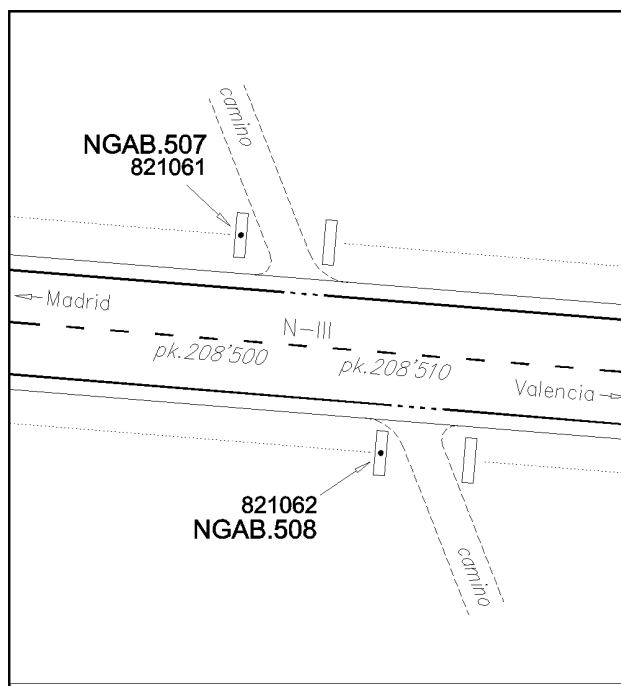 camino
NGAB.507
821061
Madrid
N-III
pk.208'500
pk.208'510
Valencia
821062
NGAB.508
camino